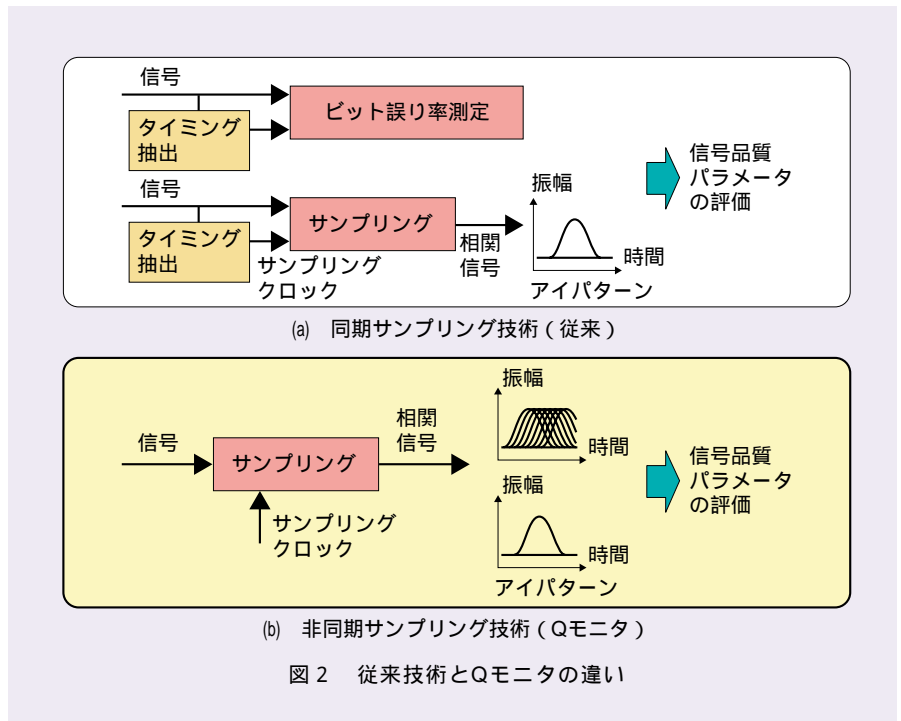 信号
ビット誤り率測定
タイミング
抽出
信号
サンプリング
タイミング
抽出
サンプリング
クロック
相関
信号
振幅
時間
アイパターン
信号品質
パラメータ
の評価
(a) 同期サンプリング技術（従来）
信号
サンプリング
サンプリング
クロック
相関
信号
振幅
時間
振幅
時間
アイパターン
信号品質
パラメータ
の評価
(b) 非同期サンプリング技術（Qモニタ）
図2 従来技術とQモニタの違い